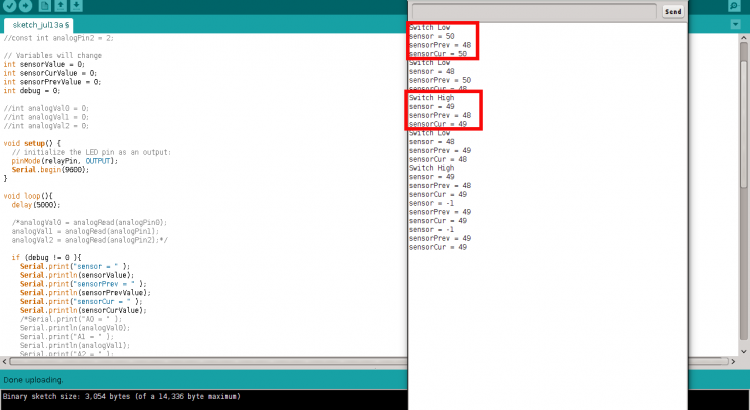 sketch_jul13a §
//const int analogPin2 = 2;
// Variables will change
int sensorValue = 0;
int sensorCurValue = 0;
int sensorPrevValue = 0;
int debug = 0;
//int analogVal0 = 0;
//int analogVal1 = 0;
//int analogVal2 = 0;
void setup() {
// initialize the LED pin as an output:
pinMode(relayPin, OUTPUT);
Serial.begin(9600);
}
void loop(){
delay(5000);
/*analogVal0 = analogRead(analogPin0);
analogVal1 = analogRead(analogPin1);
analogVal2 = analogRead(analogPin2);*/
if (debug != 0 ){
Serial.print("sensor = " );
Serial.println(sensorValue);
Serial.print("sensorPrev = " );
Serial.println(sensorPrevValue);
Serial.print("sensorCur = " );
Serial.println(sensorCurValue);
/*Serial.print("A0 = " );
Serial.println(analogVal0);
Serial.print("A1 = " );
Serial.println(analogVal1);
Serial.print("A2 = " );
Done uploading.
Binary sketch size: 3,054 bytes (of a 14,336 byte maximum)
Send
Switch Low
sensor = 50
sensorPrev = 48
sensorCur = 50
Switch Low
sensor = 48
sensorPrev = 50
sensorCur = 48
Switch High
sensor = 49
sensorPrev = 48
sensorCur = 49
Switch Low
sensor = 48
sensorPrev = 49
sensorCur = 48
Switch High
sensor = 49
sensorPrev = 48
sensorCur = 49
sensor = -1
sensorPrev = 49
sensorCur = 49
sensor = -1
sensorPrev = 49
sensorCur = 49